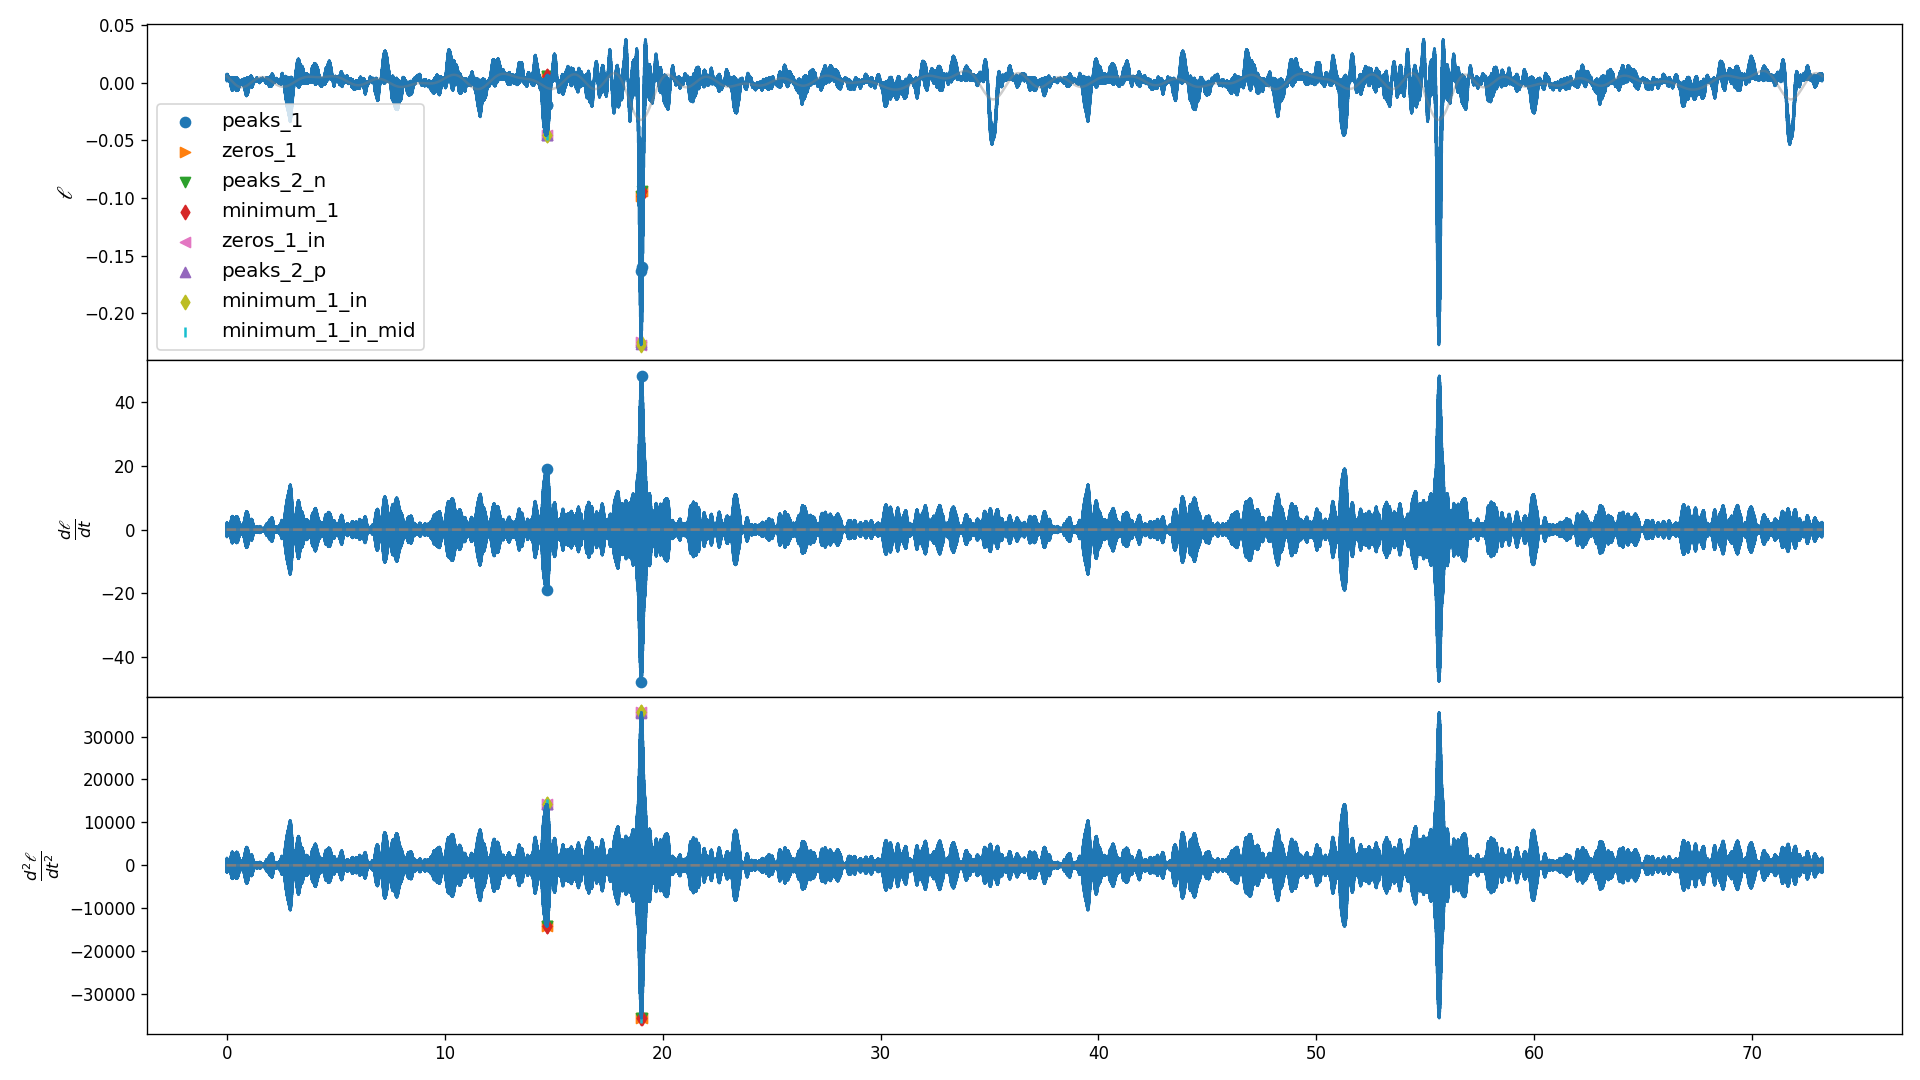 0.05
0.00
−0.05
−0.10
−0.15
−0.20
ℓ
peaks_1
zeros_1
peaks_2_n
minimum_1
zeros_1_in
peaks_2_p
minimum_1_in
minimum_1_in_mid
40
20
0
−20
−40
dℓ
dt
30000
20000
10000
0
−10000
−20000
−30000
d²ℓ
dt²
0 10 20 30 40 50 60 70